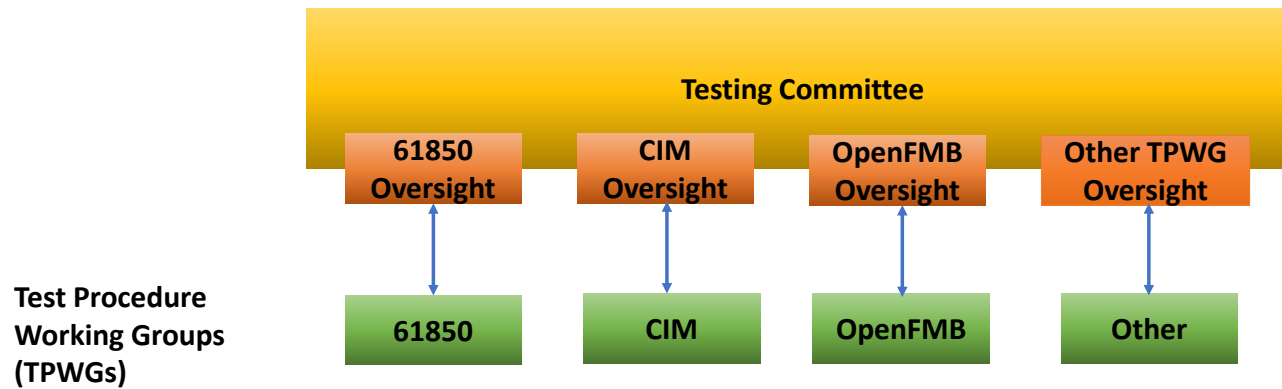 Testing Committee
61850
Oversight
CIM
Oversight
OpenFMB
Oversight
Other TPWG
Oversight
Test Procedure
Working Groups
(TPWGs)
61850
CIM
OpenFMB
Other